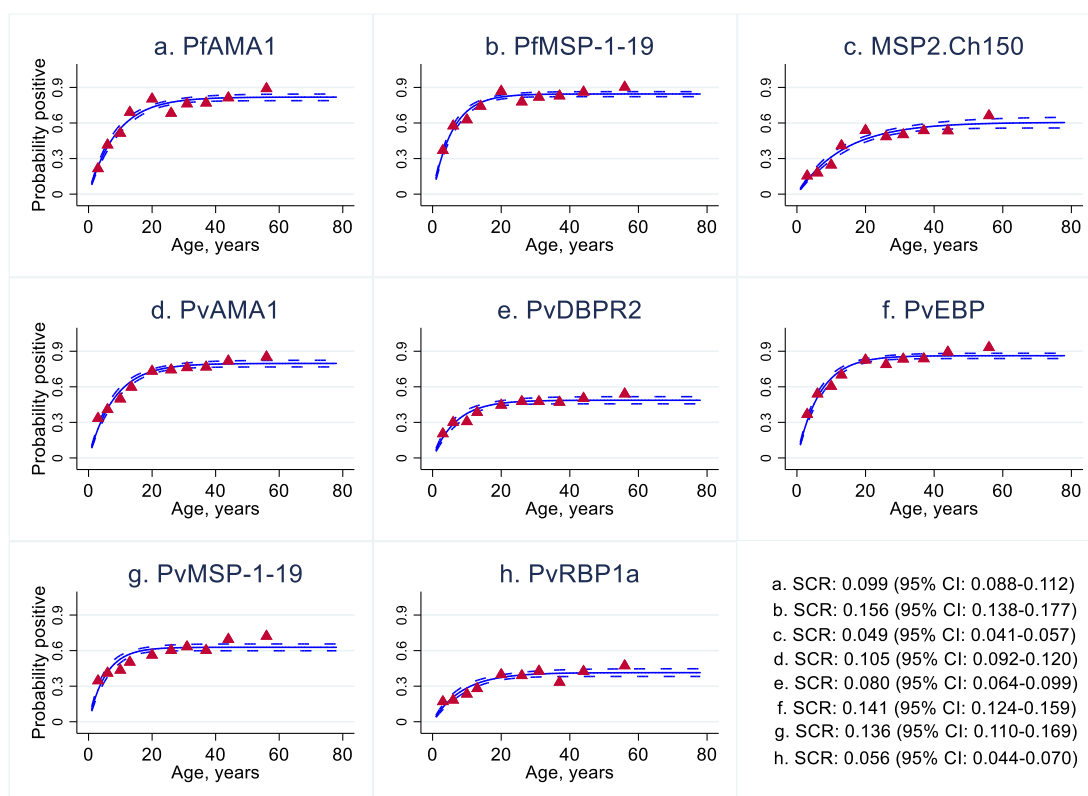 a. PfAMA1
Probability positive
0 0.3 0.6 0.9
0 20 40 60 80
Age, years
b. PfMSP-1-19
0 0.3 0.6 0.9
0 20 40 60 80
Age, years
c. MSP2.Ch150
0 0.3 0.6 0.9
0 20 40 60 80
Age, years
d. PvAMA1
Probability positive
0 0.3 0.6 0.9
0 20 40 60 80
Age, years
e. PvDBPR2
0 0.3 0.6 0.9
0 20 40 60 80
Age, years
f. PvEBP
0 0.3 0.6 0.9
0 20 40 60 80
Age, years
g. PvMSP-1-19
Probability positive
0 0.3 0.6 0.9
0 20 40 60 80
Age, years
h. PvRBP1a
0 0.3 0.6 0.9
0 20 40 60 80
Age, years
a. SCR: 0.099 (95% CI: 0.088-0.112)
b. SCR: 0.156 (95% CI: 0.138-0.177)
c. SCR: 0.049 (95% CI: 0.041-0.057)
d. SCR: 0.105 (95% CI: 0.092-0.120)
e. SCR: 0.080 (95% CI: 0.064-0.099)
f. SCR: 0.141 (95% CI: 0.124-0.159)
g. SCR: 0.136 (95% CI: 0.110-0.169)
h. SCR: 0.056 (95% CI: 0.044-0.070)